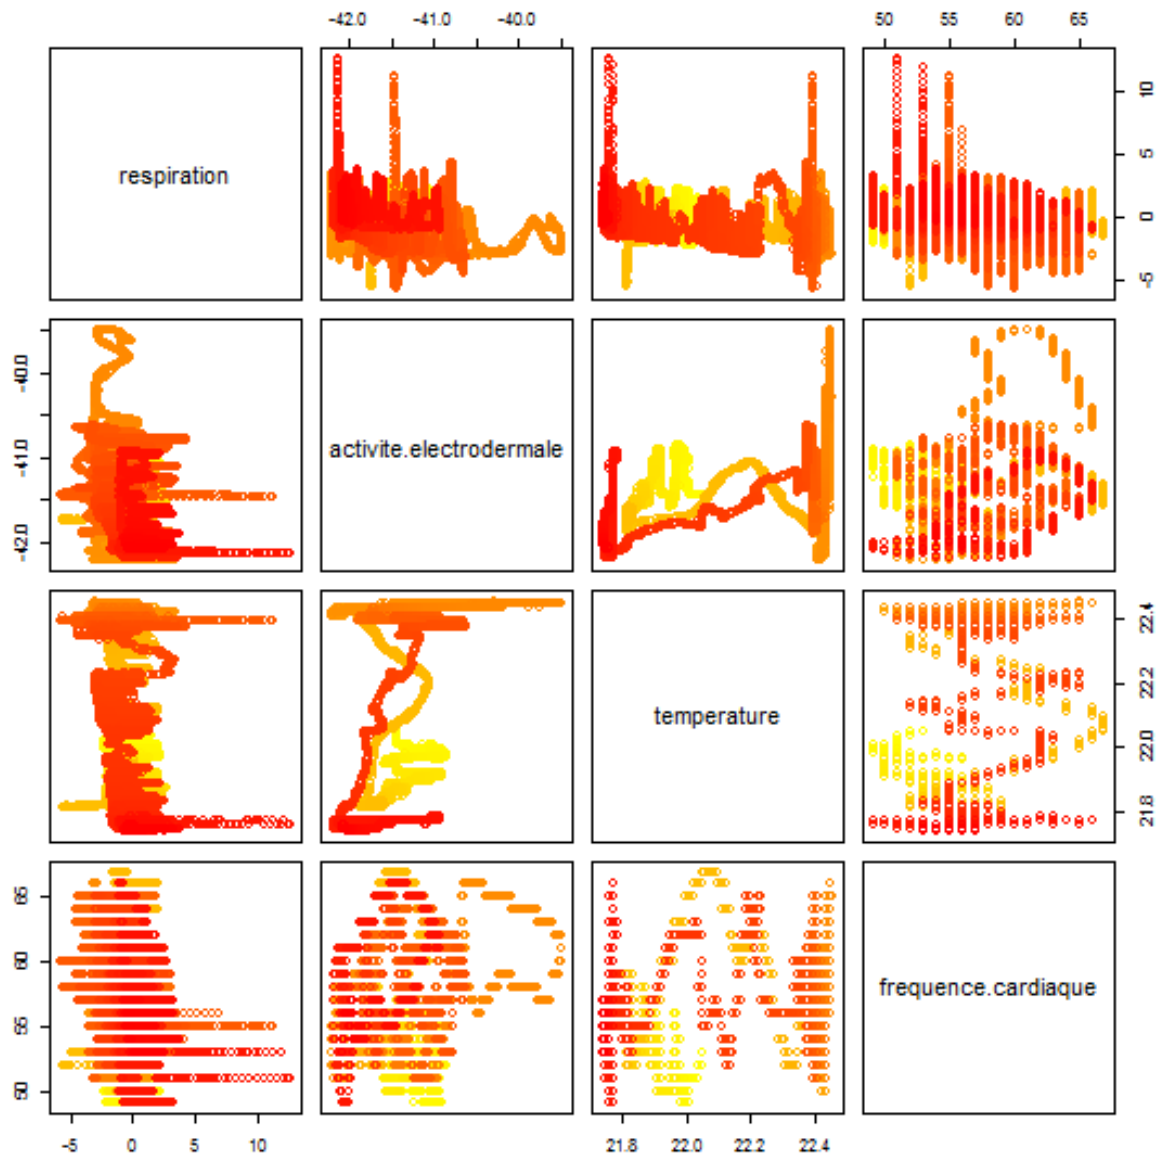 -42.0 -41.0 -40.0
50 55 60 65
respiration
10
5
0
-5
-40.0
-41.0
-42.0
activite.electrodermale
temperature
22.4
22.2
22.0
21.8
65
60
55
50
frequence.cardiaque
-5 0 5 10
21.8 22.0 22.2 22.4